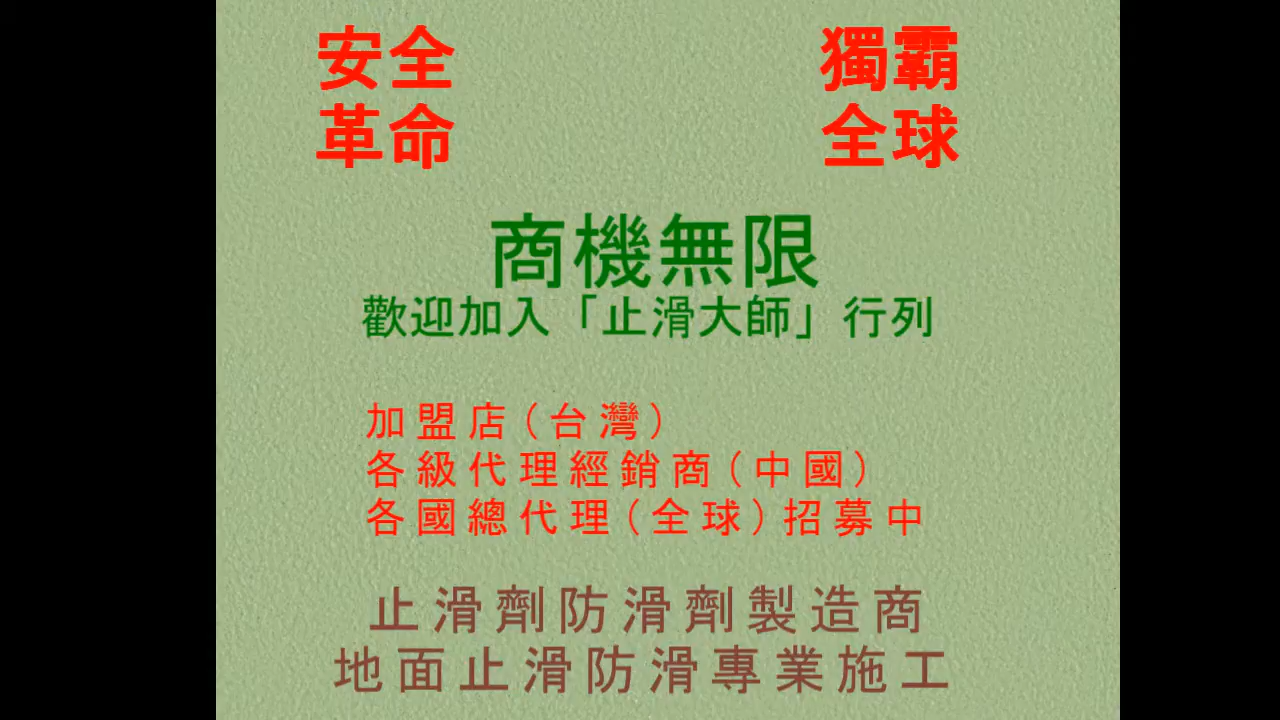 安全 獨霸
革命 全球
商機無限
歡迎加入「止滑大師」行列
加盟店(台灣)
各級代理經銷商(中國)
各國總代理(全球)招募中
止滑劑防滑劑製造商
地面止滑防滑專業施工